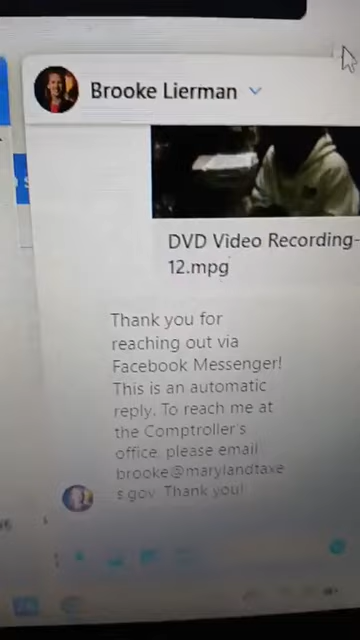 Brooke Lierman
DVD Video Recording-
12.mpg
Thank you for
reaching out via
Facebook Messenger!
This is an automatic
reply. To reach me at
the Comptroller's
office, please email
brooke@marylandtaxe
s.gov. Thank you!